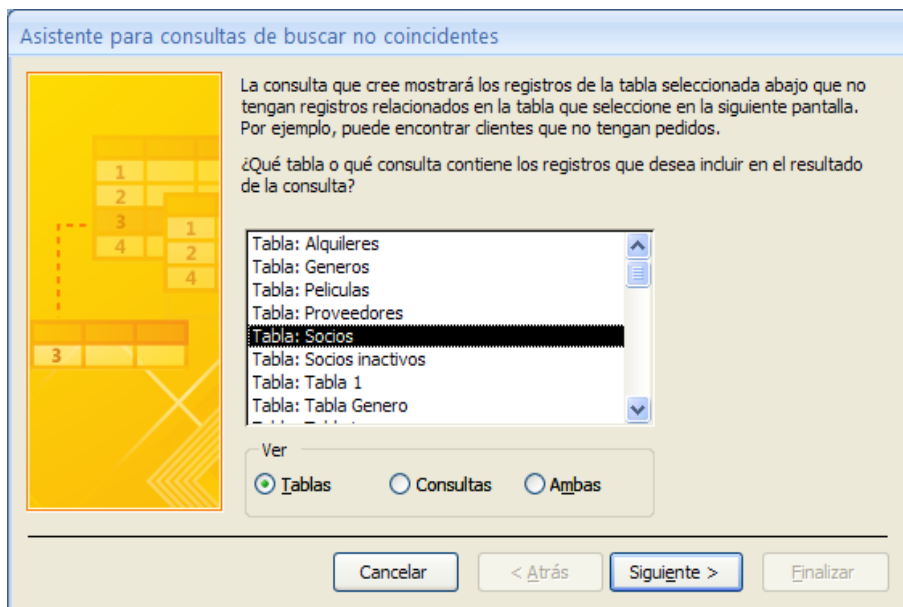 Asistente para consultas de buscar no coincidentes
La consulta que cree mostrará los registros de la tabla seleccionada abajo que no
tengan registros relacionados en la tabla que seleccione en la siguiente pantalla.
Por ejemplo, puede encontrar clientes que no tengan pedidos.
¿Qué tabla o qué consulta contiene los registros que desea incluir en el resultado
de la consulta?
1
2
3
4
1
2
4
3
Tabla: Alquileres
Tabla: Generos
Tabla: Peliculas
Tabla: Proveedores
Tabla: Socios
Tabla: Socios inactivos
Tabla: Tabla 1
Tabla: Tabla Genero
Ver
Tablas Consultas Ambas
Cancelar < Atrás Siguiente > Finalizar